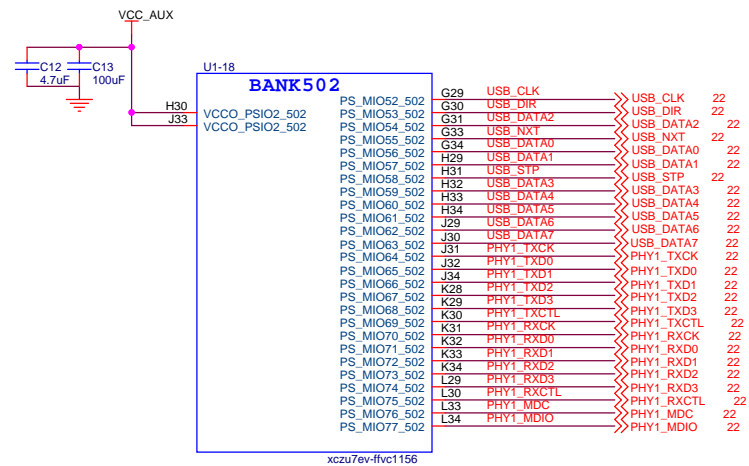 VCC_AUX
C12
4.7uF
C13
100uF
U1-18
BANK502
H30 VCCO_PSIO2_502
J33 VCCO_PSIO2_502
PS_MIO52_502 G29 USB_CLK USB_CLK 22
PS_MIO53_502 G30 USB_DIR USB_DIR 22
PS_MIO54_502 G31 USB_DATA2 USB_DATA2 22
PS_MIO55_502 G33 USB_NXT USB_NXT 22
PS_MIO56_502 G34 USB_DATA0 USB_DATA0 22
PS_MIO57_502 H29 USB_DATA1 USB_DATA1 22
PS_MIO58_502 H31 USB_STP USB_STP 22
PS_MIO59_502 H32 USB_DATA3 USB_DATA3 22
PS_MIO60_502 H33 USB_DATA4 USB_DATA4 22
PS_MIO61_502 H34 USB_DATA5 USB_DATA5 22
PS_MIO62_502 J29 USB_DATA6 USB_DATA6 22
PS_MIO63_502 J30 USB_DATA7 USB_DATA7 22
PS_MIO64_502 J31 PHY1_TXCK PHY1_TXCK 22
PS_MIO65_502 J32 PHY1_TXD0 PHY1_TXD0 22
PS_MIO66_502 J34 PHY1_TXD1 PHY1_TXD1 22
PS_MIO67_502 K28 PHY1_TXD2 PHY1_TXD2 22
PS_MIO68_502 K29 PHY1_TXD3 PHY1_TXD3 22
PS_MIO69_502 K30 PHY1_TXCTL PHY1_TXCTL 22
PS_MIO70_502 K31 PHY1_RXCK PHY1_RXCK 22
PS_MIO71_502 K32 PHY1_RXD0 PHY1_RXD0 22
PS_MIO72_502 K33 PHY1_RXD1 PHY1_RXD1 22
PS_MIO73_502 K34 PHY1_RXD2 PHY1_RXD2 22
PS_MIO74_502 L29 PHY1_RXD3 PHY1_RXD3 22
PS_MIO75_502 L30 PHY1_RXCTL PHY1_RXCTL 22
PS_MIO76_502 L33 PHY1_MDC PHY1_MDC 22
PS_MIO77_502 L34 PHY1_MDIO PHY1_MDIO 22
xczu7ev-ffvc1156